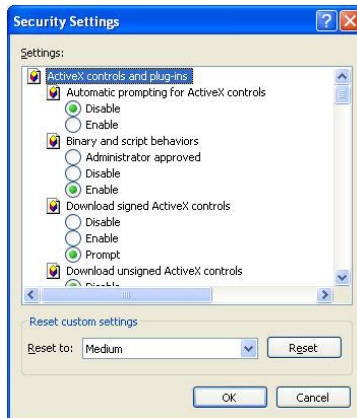 Security Settings
Settings:
ActiveX controls and plug-ins
Automatic prompting for ActiveX controls
Disable
Enable
Binary and script behaviors
Administrator approved
Disable
Enable
Download signed ActiveX controls
Disable
Enable
Prompt
Download unsigned ActiveX controls
Disable
Reset custom settings
Reset to: Medium Reset
OK Cancel